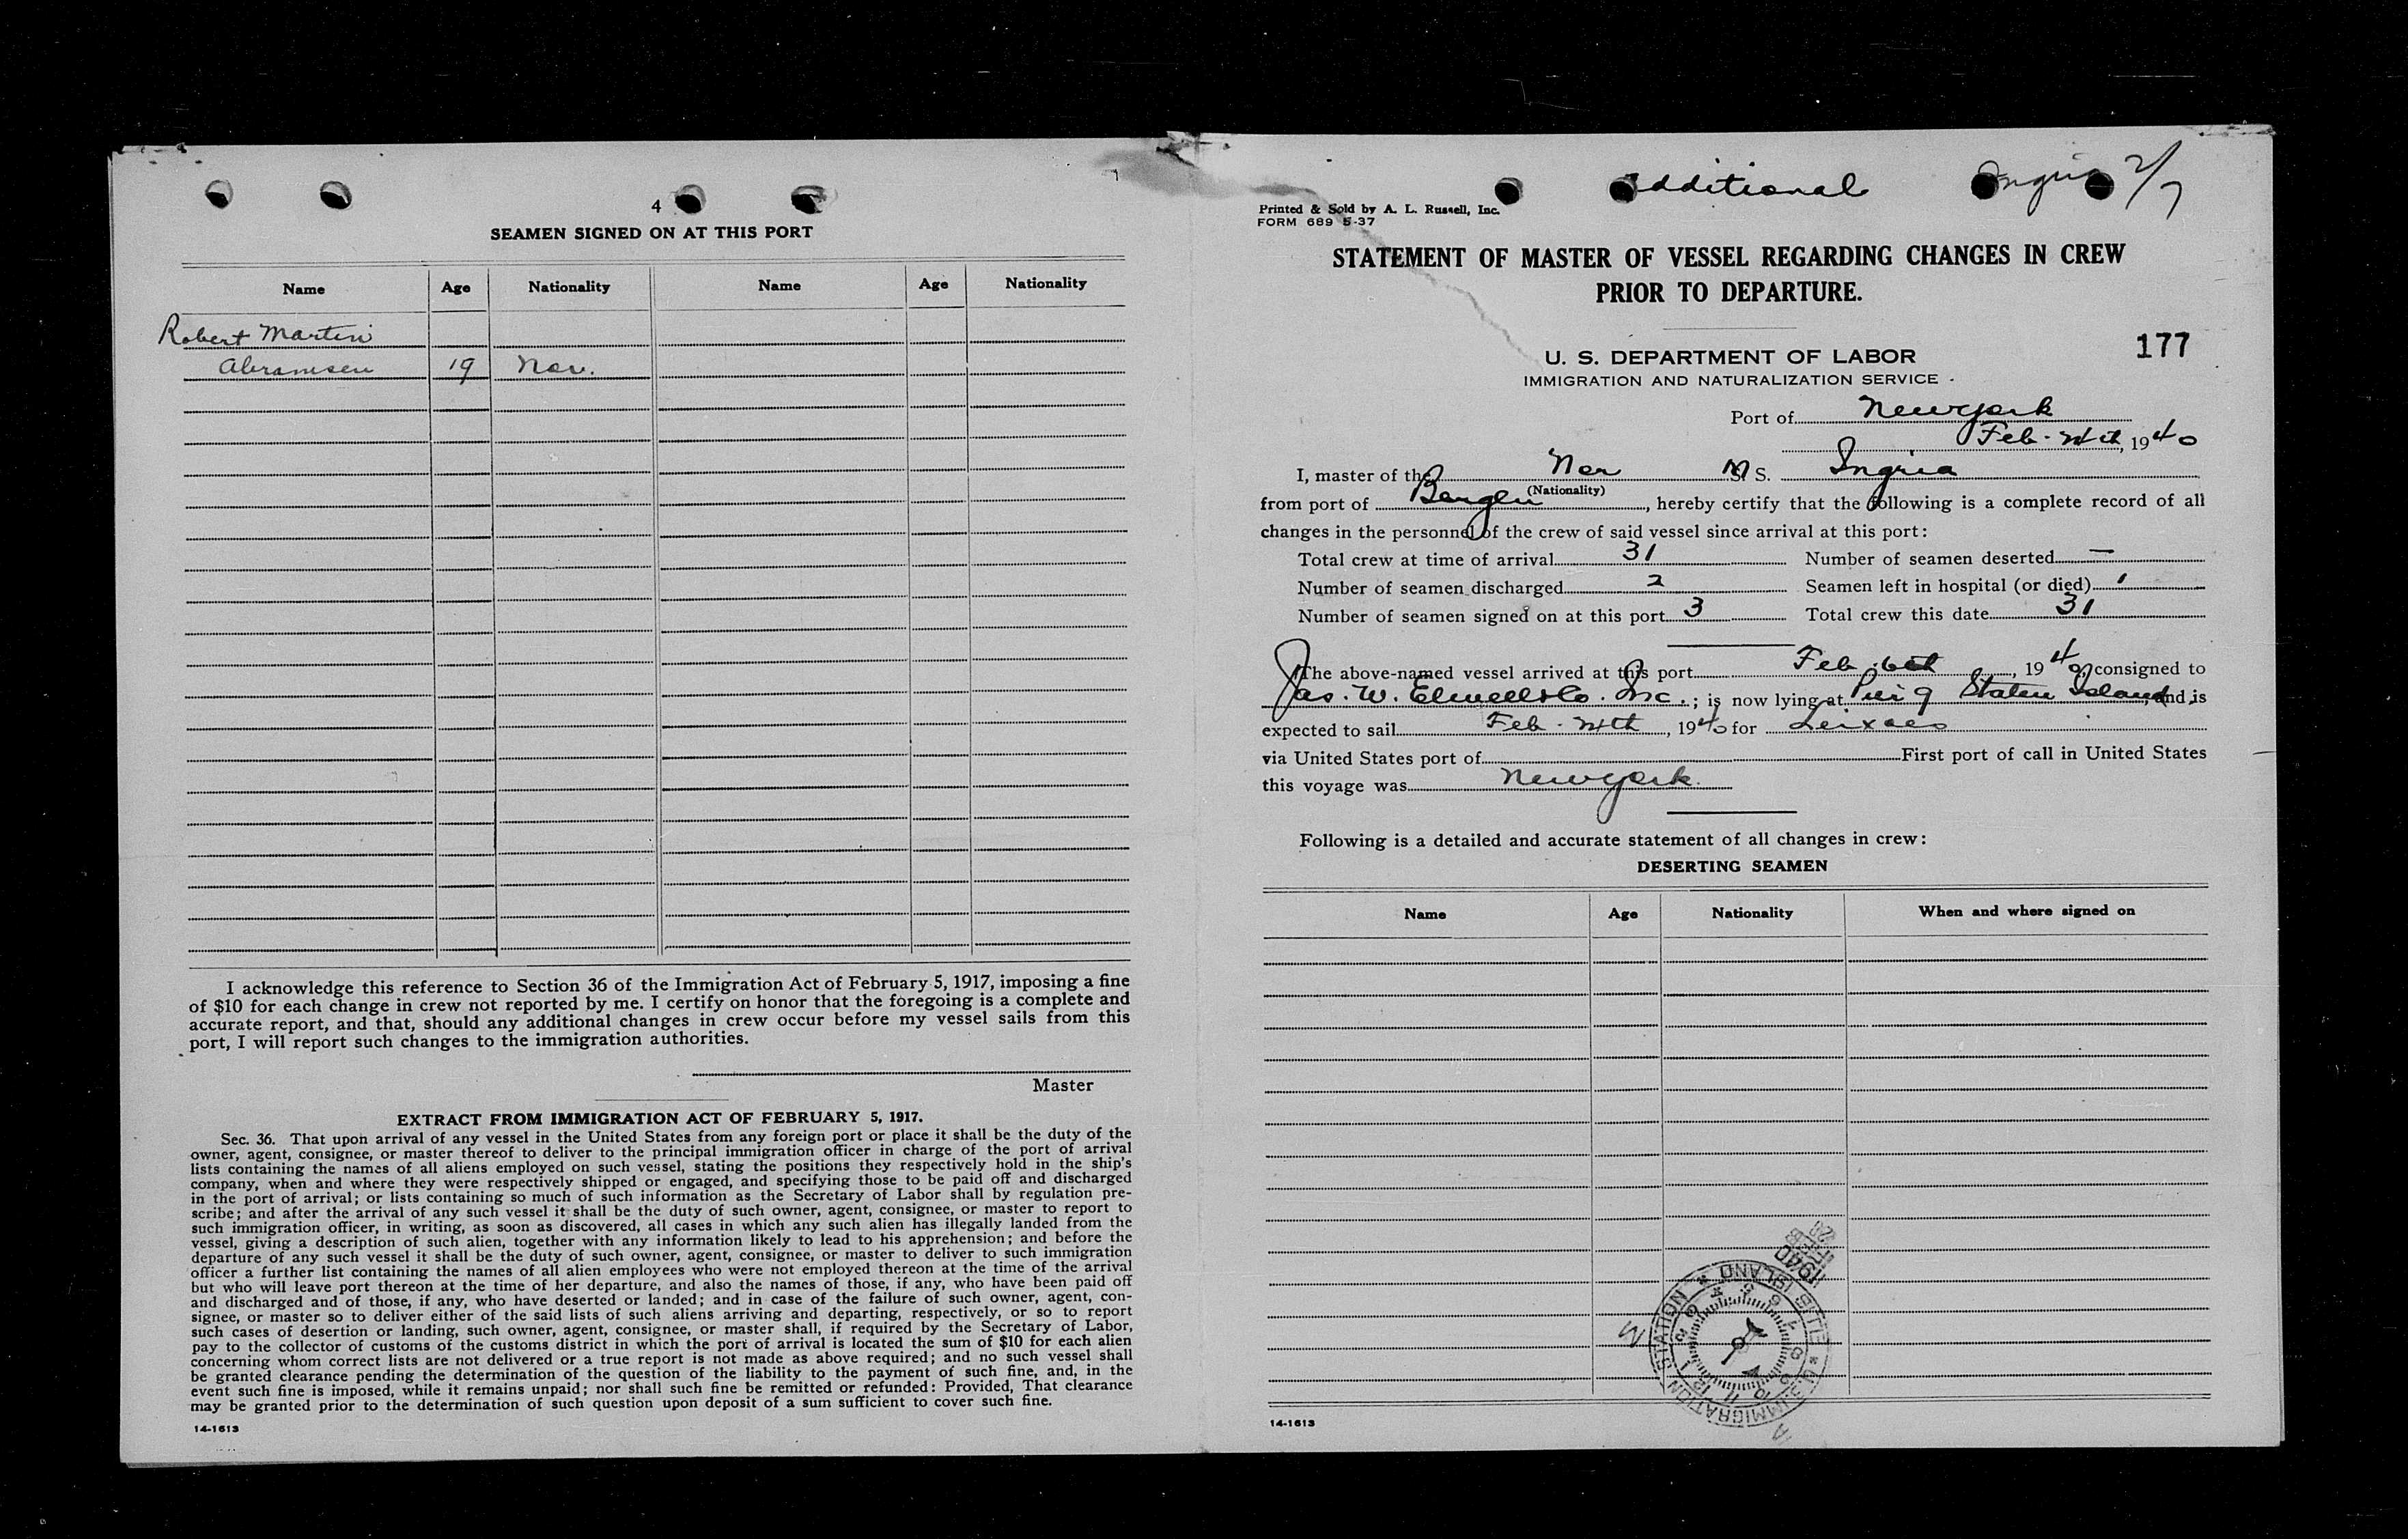 4
SEAMEN SIGNED ON AT THIS PORT
Name Age Nationality Name Age Nationality
Robert Martin
Abramsen 19 Nor.
I acknowledge this reference to Section 36 of the Immigration Act of February 5, 1917, imposing a fine
of $10 for each change in crew not reported by me. I certify on honor that the foregoing is a complete and
accurate report, and that, should any additional changes in crew occur before my vessel sails from this
port, I will report such changes to the immigration authorities.
Master
EXTRACT FROM IMMIGRATION ACT OF FEBRUARY 5, 1917.
Sec. 36. That upon arrival of any vessel in the United States from any foreign port or place it shall be the duty of the
owner, agent, consignee, or master thereof to deliver to the principal immigration officer in charge of the port of arrival
lists containing the names of all aliens employed on such vessel, stating the positions they respectively hold in the ship's
company, when and where they were respectively shipped or engaged, and specifying those to be paid off and discharged
in the port of arrival; or lists containing so much of such information as the Secretary of Labor shall by regulation pre-
scribe; and after the arrival of any such vessel it shall be the duty of such owner, agent, consignee, or master to report to
such immigration officer, in writing, as soon as discovered, all cases in which any such alien has illegally landed from the
vessel, giving a description of such alien, together with any information likely to lead to his apprehension; and before the
departure of any such vessel it shall be the duty of such owner, agent, consignee, or master to deliver to such immigration
officer a further list containing the names of all alien employees who were not employed thereon at the time of the arrival
but who will leave port thereon at the time of her departure, and also the names of those, if any, who have been paid off
and discharged and of those, if any, who have deserted or landed; and in case of the failure of such owner, agent, con-
signee, or master so to deliver either of the said lists of such aliens arriving and departing, respectively, or so to report
such cases of desertion or landing, such owner, agent, consignee, or master shall, if required by the Secretary of Labor,
pay to the collector of customs of the customs district in which the port of arrival is located the sum of $10 for each alien
concerning whom correct lists are not delivered or a true report is not made as above required; and no such vessel shall
be granted clearance pending the determination of the question of the liability to the payment of such fine, and, in the
event such fine is imposed, while it remains unpaid; nor shall such fine be remitted or refunded: Provided, That clearance
may be granted prior to the determination of such question upon deposit of a sum sufficient to cover such fine.
14-1613
Additional Ingria 2/7
Printed & Sold by A. L. Russell, Inc.
FORM 689 5-37
STATEMENT OF MASTER OF VESSEL REGARDING CHANGES IN CREW
PRIOR TO DEPARTURE.
177
U. S. DEPARTMENT OF LABOR
IMMIGRATION AND NATURALIZATION SERVICE
Port of New York
Feb. 1940
I, master of the Nor M S. Ingria
(Nationality)
from port of Bergen, hereby certify that the following is a complete record of all
changes in the personnel of the crew of said vessel since arrival at this port:
Total crew at time of arrival 31 Number of seamen deserted —
Number of seamen discharged 2 Seamen left in hospital (or died) 1
Number of seamen signed on at this port 3 Total crew this date 31
The above-named vessel arrived at this port Feb. 6th, 1940, consigned to
Jas. W. Elwell & Co. Inc.; is now lying at Pier 9 Staten Island, and is
expected to sail Feb. 1940 for Leixoes
via United States port of First port of call in United States
this voyage was New York.
Following is a detailed and accurate statement of all changes in crew:
DESERTING SEAMEN
Name Age Nationality When and where signed on
1940
U.S. IMMIGRATION STATION * ELLIS ISLAND *
14-1613